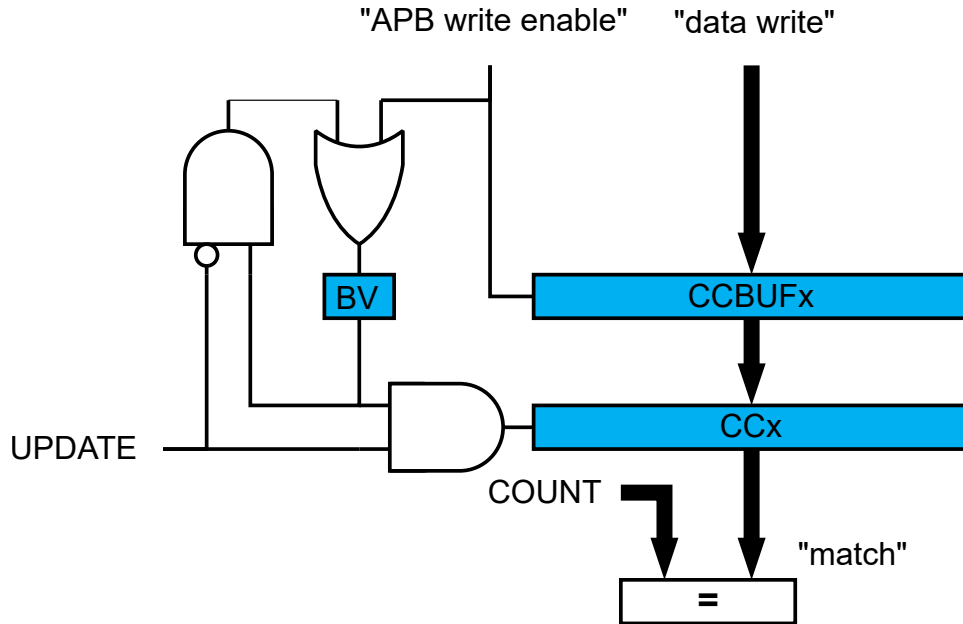 "APB write enable"
"data write"
BV
CCBUFx
UPDATE
CCx
COUNT
"match"
=